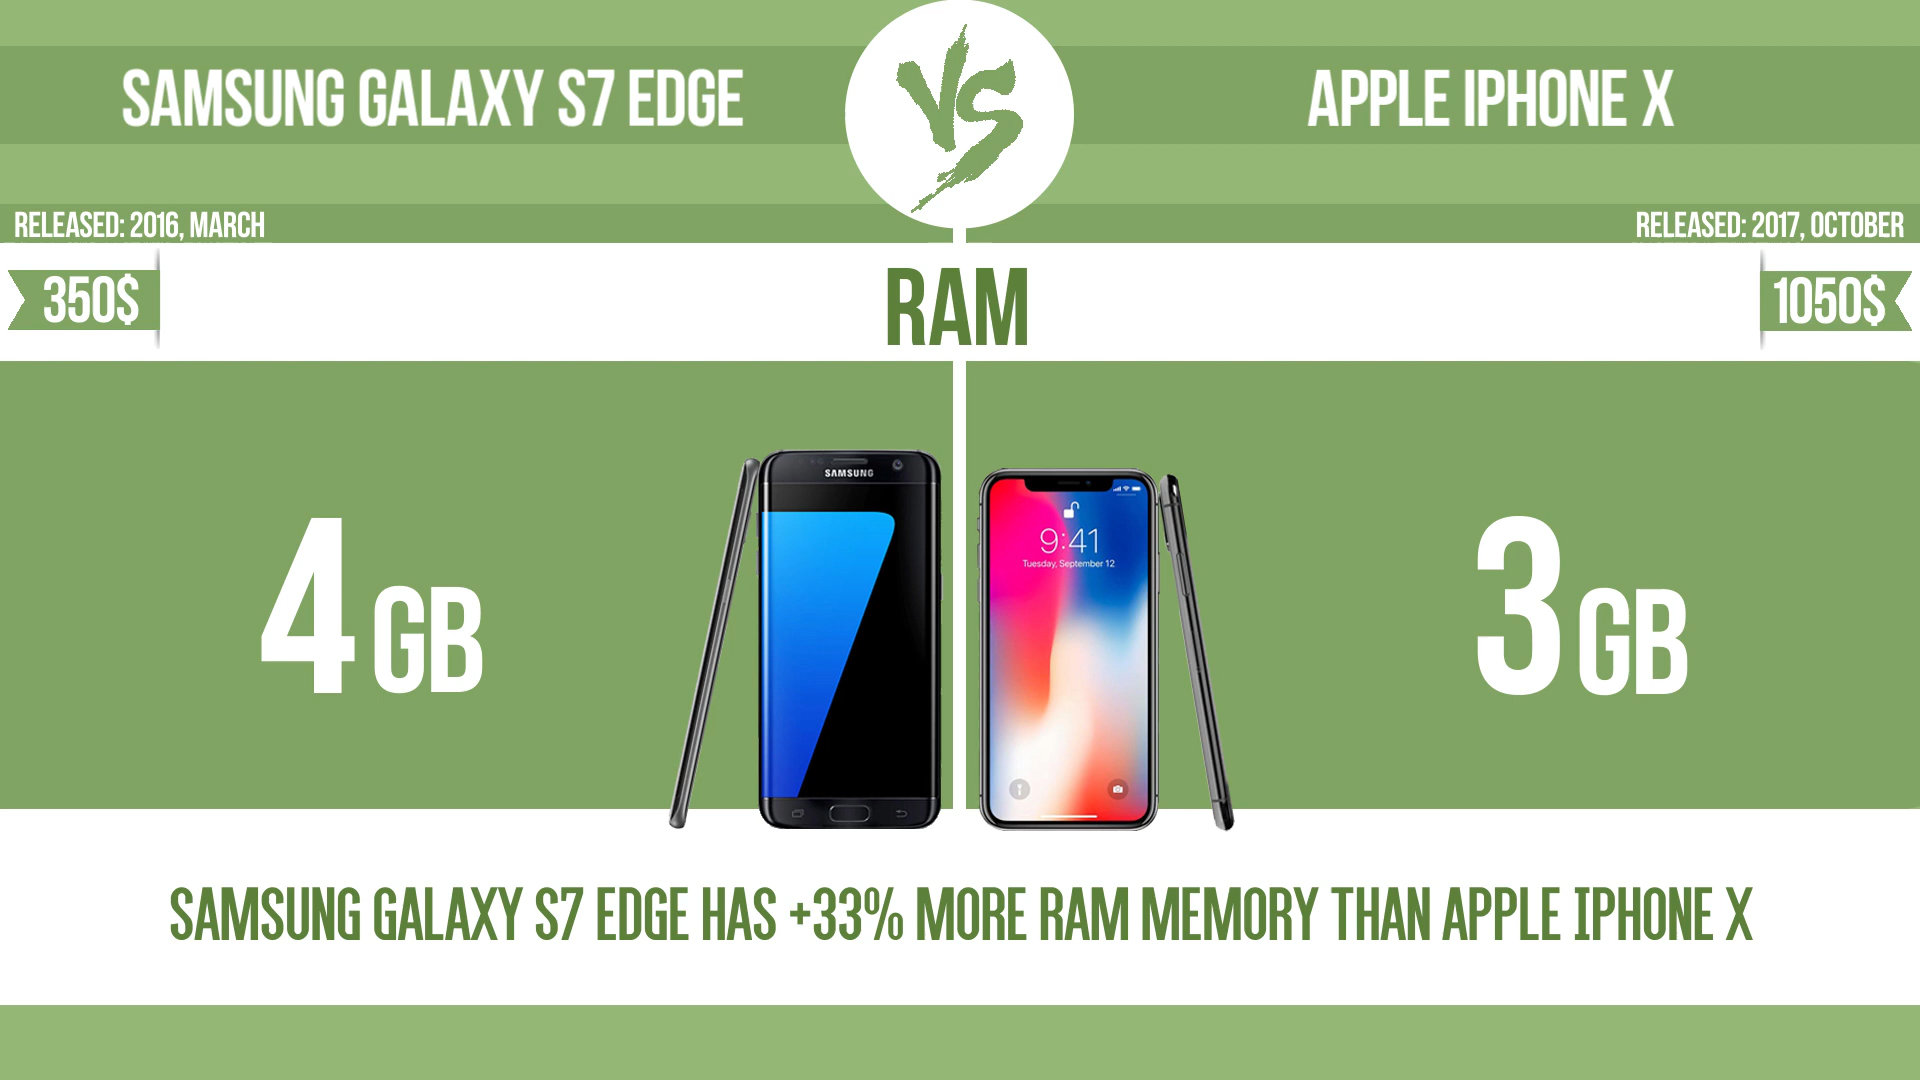 SAMSUNG GALAXY S7 EDGE
VS
APPLE IPHONE X
RELEASED: 2016, MARCH
RELEASED: 2017, OCTOBER
350$
RAM
1050$
SAMSUNG
9:41
Tuesday, September 12
4 GB
3 GB
SAMSUNG GALAXY S7 EDGE HAS +33% MORE RAM MEMORY THAN APPLE IPHONE X